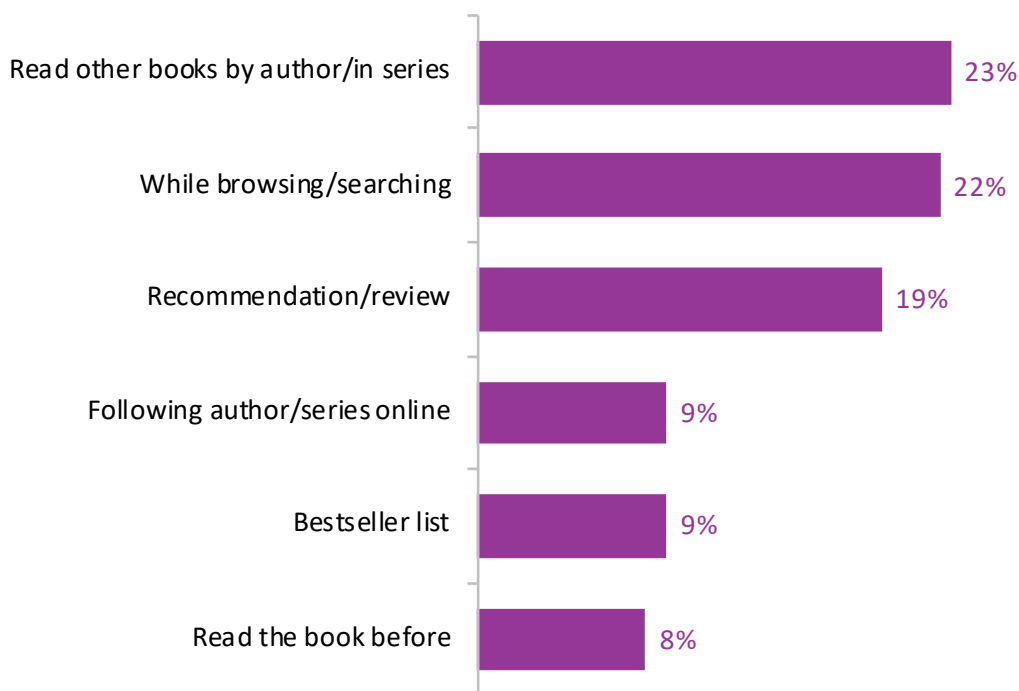 Read other books by author/in series 23%
While browsing/searching 22%
Recommendation/review 19%
Following author/series online 9%
Bestseller list 9%
Read the book before 8%